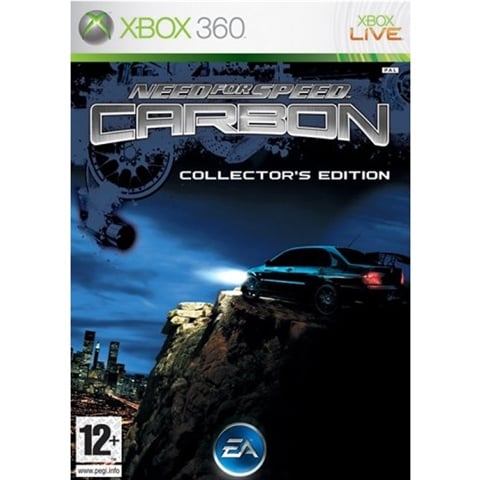 XBOX 360
XBOX
LIVE
PAL
NEED FOR SPEED
CARBON
COLLECTOR'S EDITION
12+
www.pegi.info
EA